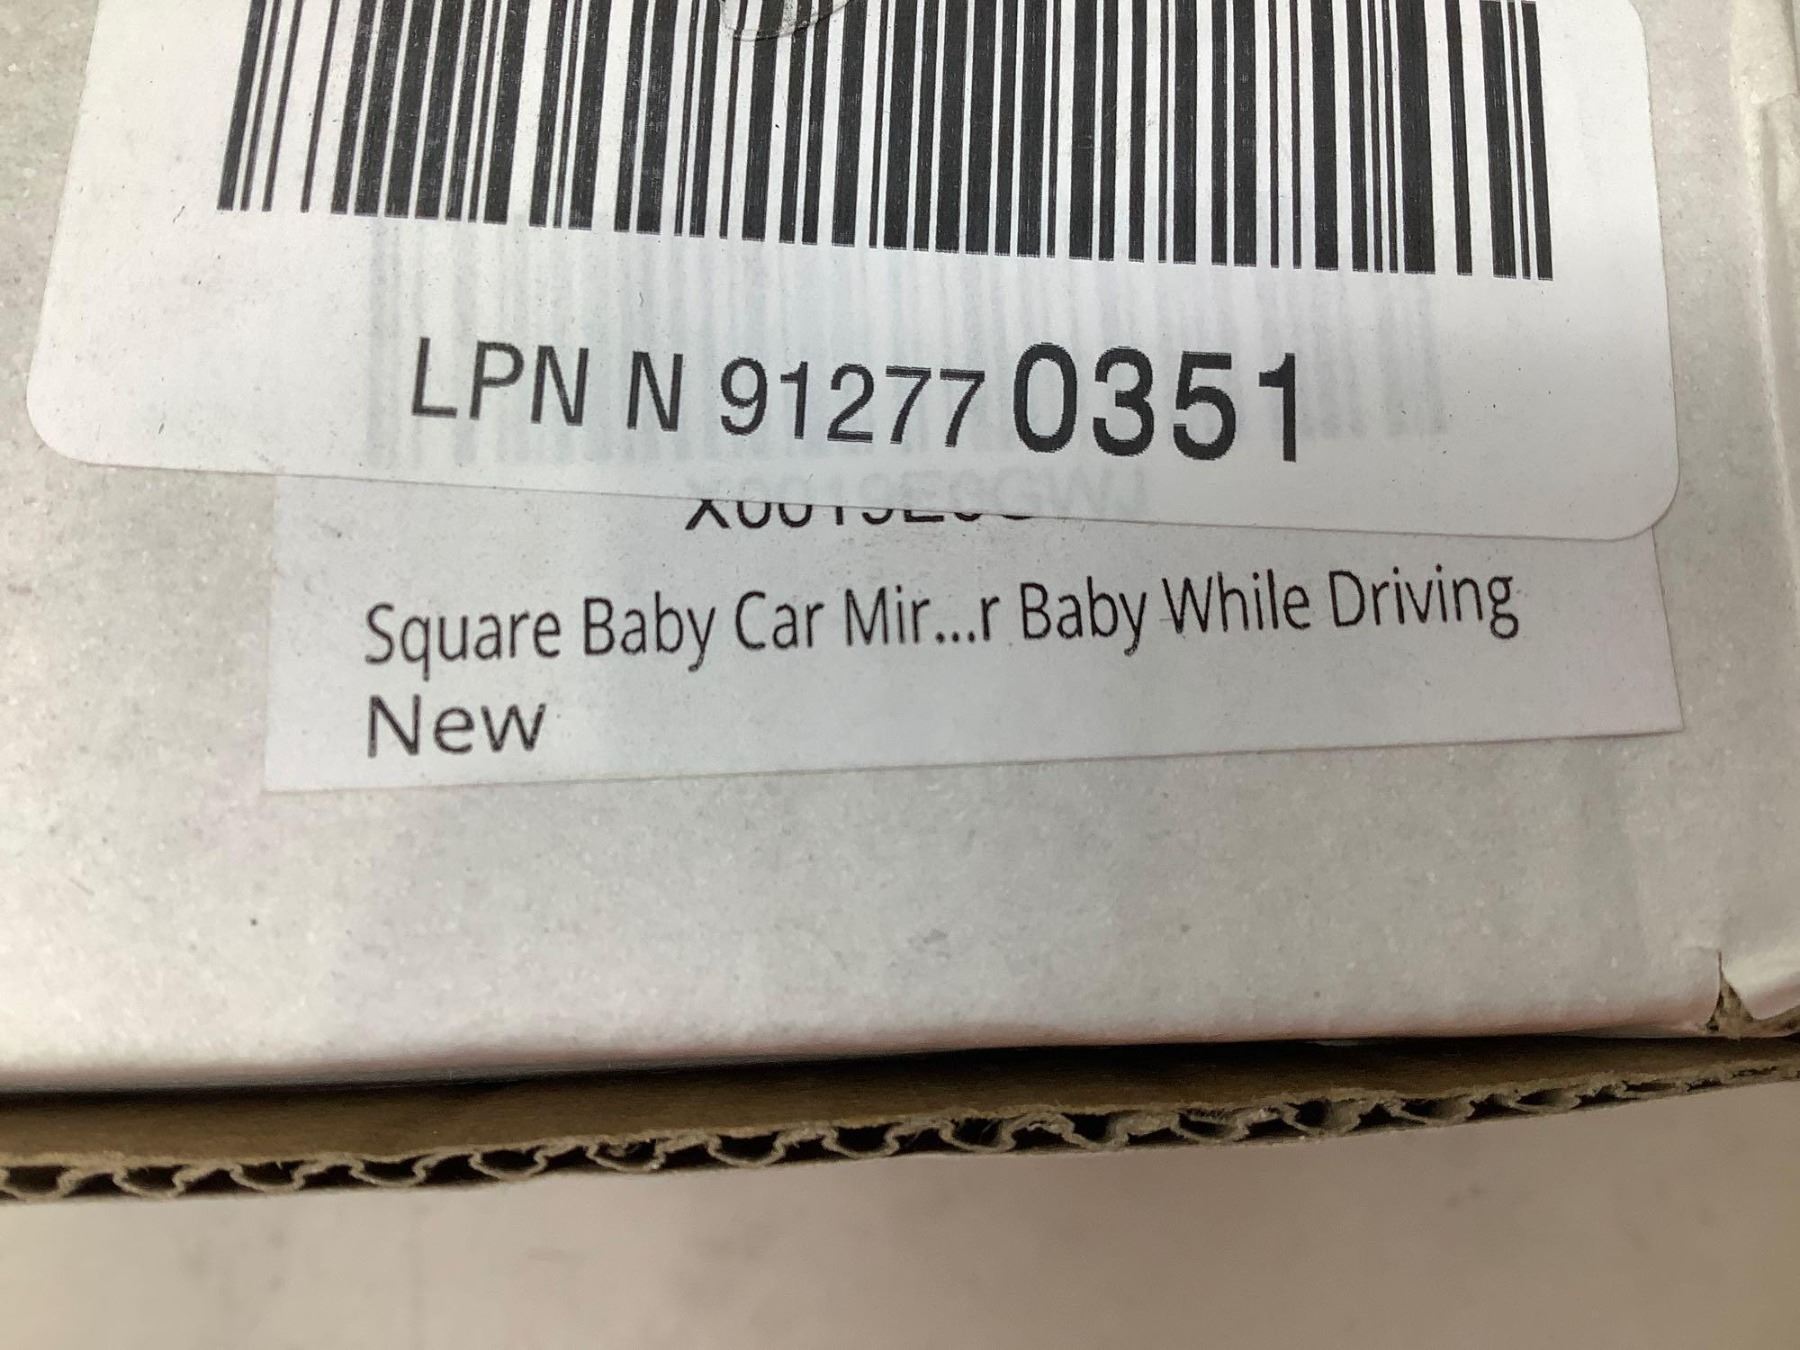 LPN N 91277 0351
Square Baby Car Mir...r Baby While Driving
New